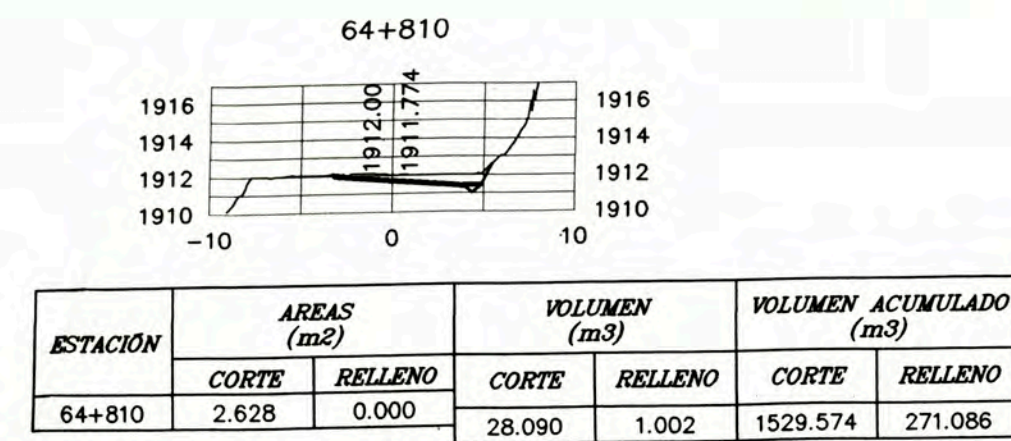 64+810
1916
1914
1912
1910
1912.00
1911.774
1916
1914
1912
1910
-10
0
10
ESTACIÓN
AREAS
(m2)
VOLUMEN
(m3)
VOLUMEN ACUMULADO
(m3)
CORTE RELLENO CORTE RELLENO CORTE RELLENO
64+810 2.628 0.000 28.090 1.002 1529.574 271.086